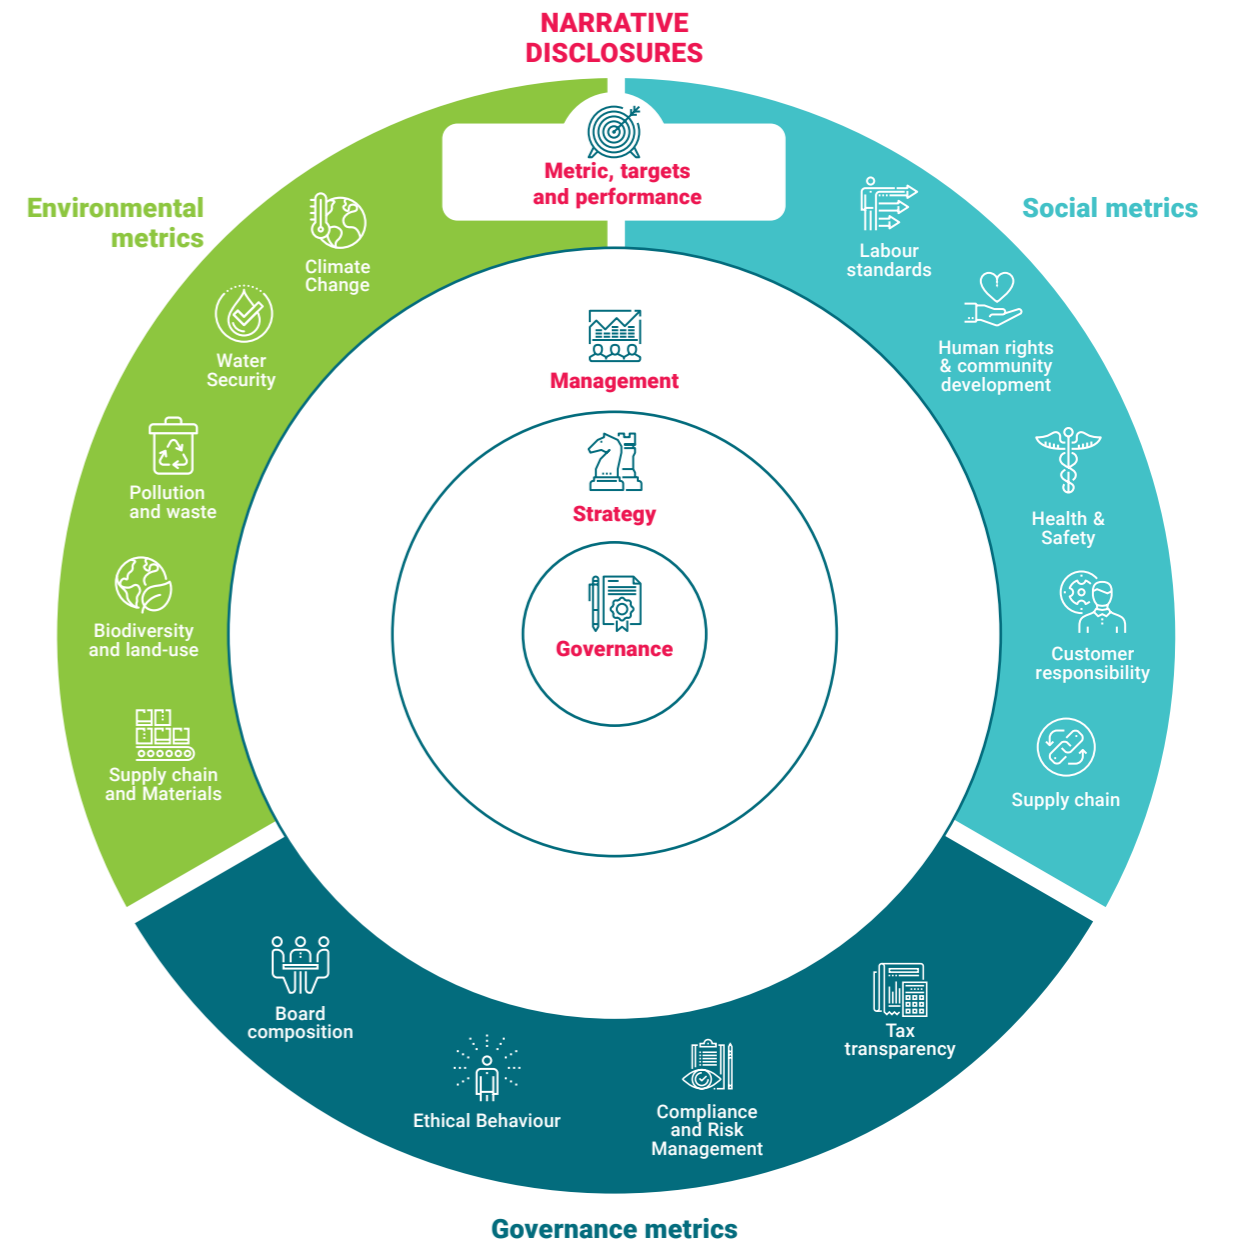 NARRATIVE
DISCLOSURES
Metric, targets
and performance
Environmental
metrics
Climate
Change
Water
Security
Pollution
and waste
Biodiversity
and land-use
Supply chain
and Materials
Social metrics
Labour
standards
Human rights
& community
development
Health &
Safety
Customer
responsibility
Supply chain
Management
Strategy
Governance
Board
composition
Ethical Behaviour
Compliance
and Risk
Management
Tax
transparency
Governance metrics